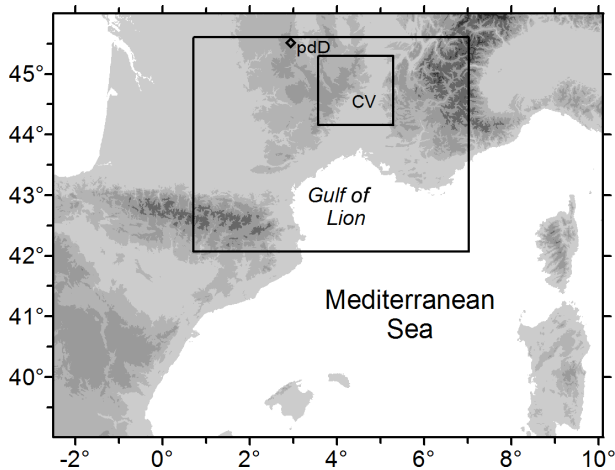 pdD
45°
CV
44°
43°
Gulf of
Lion
42°
41°
Mediterranean
Sea
40°
-2° 0° 2° 4° 6° 8° 10°